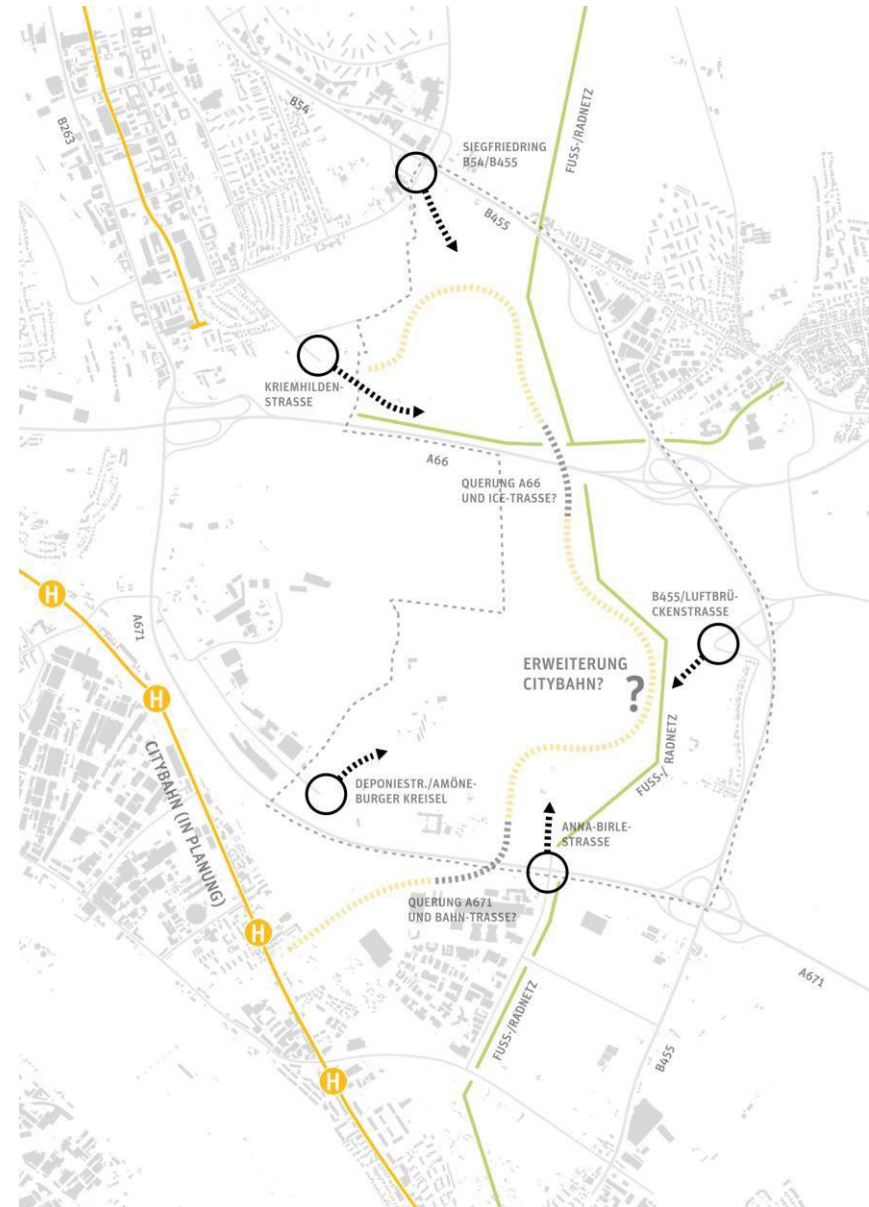 B54
B263
SIEGFRIEDRING
B54/B455
FUSS-/RADNETZ
B455
KRIEMHILDEN-
STRASSE
A66
QUERUNG A66
UND ICE-TRASSE?
B455/LUFTBRÜ-
CKENSTRASSE
H
A671
ERWEITERUNG
CITYBAHN?
?
H
CITYBAHN (IN PLANUNG)
FUSS-/ RADNETZ
DEPONIESTR./AMÖNE-
BURGER KREISEL
ANNA-BIRLE-
STRASSE
QUERUNG A671
UND BAHN-TRASSE?
H
A671
FUSS-/RADNETZ
B455
H